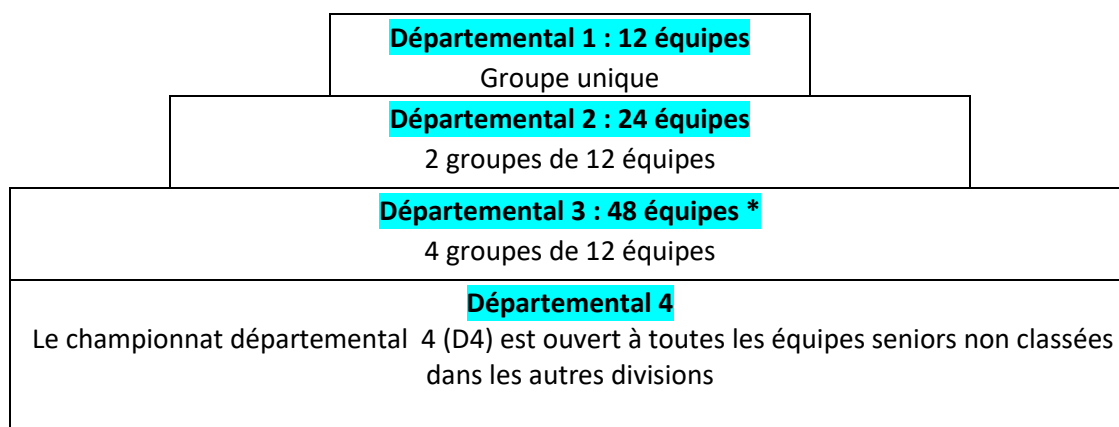 Départemental 1 : 12 équipes
Groupe unique
Départemental 2 : 24 équipes
2 groupes de 12 équipes
Départemental 3 : 48 équipes *
4 groupes de 12 équipes
Départemental 4
Le championnat départemental 4 (D4) est ouvert à toutes les équipes seniors non classées
dans les autres divisions